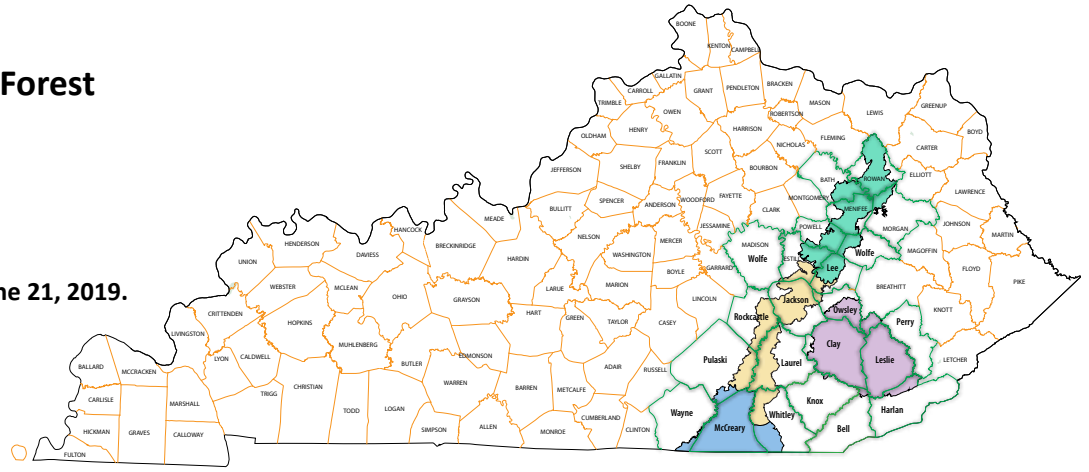 Forest
ne 21, 2019.
BOONE
KENTON
CAMPBELL
GALLATIN
CARROLL
GRANT
PENDLETON
BRACKEN
TRIMBLE
OWEN
MASON
ROBERTSON
LEWIS
GREENUP
OLDHAM
HENRY
HARRISON
FLEMING
BOYD
NICHOLAS
CARTER
SCOTT
SHELBY
FRANKLIN
BOURBON
JEFFERSON
BATH
ROWAN
ELLIOTT
LAWRENCE
SPENCER
ANDERSON
WOODFORD
FAYETTE
MONTGOMERY
BULLITT
CLARK
MENIFEE
MEADE
HANCOCK
JESSAMINE
POWELL
MORGAN
JOHNSON
MARTIN
NELSON
MERCER
MADISON
Wolfe
BRECKINRIDGE
HENDERSON
DAVIESS
HARDIN
WASHINGTON
GARRARD
ESTILL
Lee
Wolfe
MAGOFFIN
UNION
FLOYD
PIKE
BOYLE
WEBSTER
MCLEAN
OHIO
GRAYSON
LARUE
MARION
BREATHITT
LINCOLN
Jackson
Owsley
KNOTT
CRITTENDEN
HOPKINS
HART
GREEN
TAYLOR
CASEY
Rockcastle
Perry
LIVINGSTON
MUHLENBERG
Clay
LYON
CALDWELL
BUTLER
EDMONSON
Pulaski
Laurel
Leslie
LETCHER
BALLARD
MCCRACKEN
ADAIR
RUSSELL
TRIGG
CHRISTIAN
WARREN
BARREN
METCALFE
CARLISLE
MARSHALL
TODD
LOGAN
Knox
Harlan
CUMBERLAND
Wayne
Whitley
HICKMAN
GRAVES
CALLOWAY
SIMPSON
ALLEN
MONROE
CLINTON
McCreary
Bell
FULTON